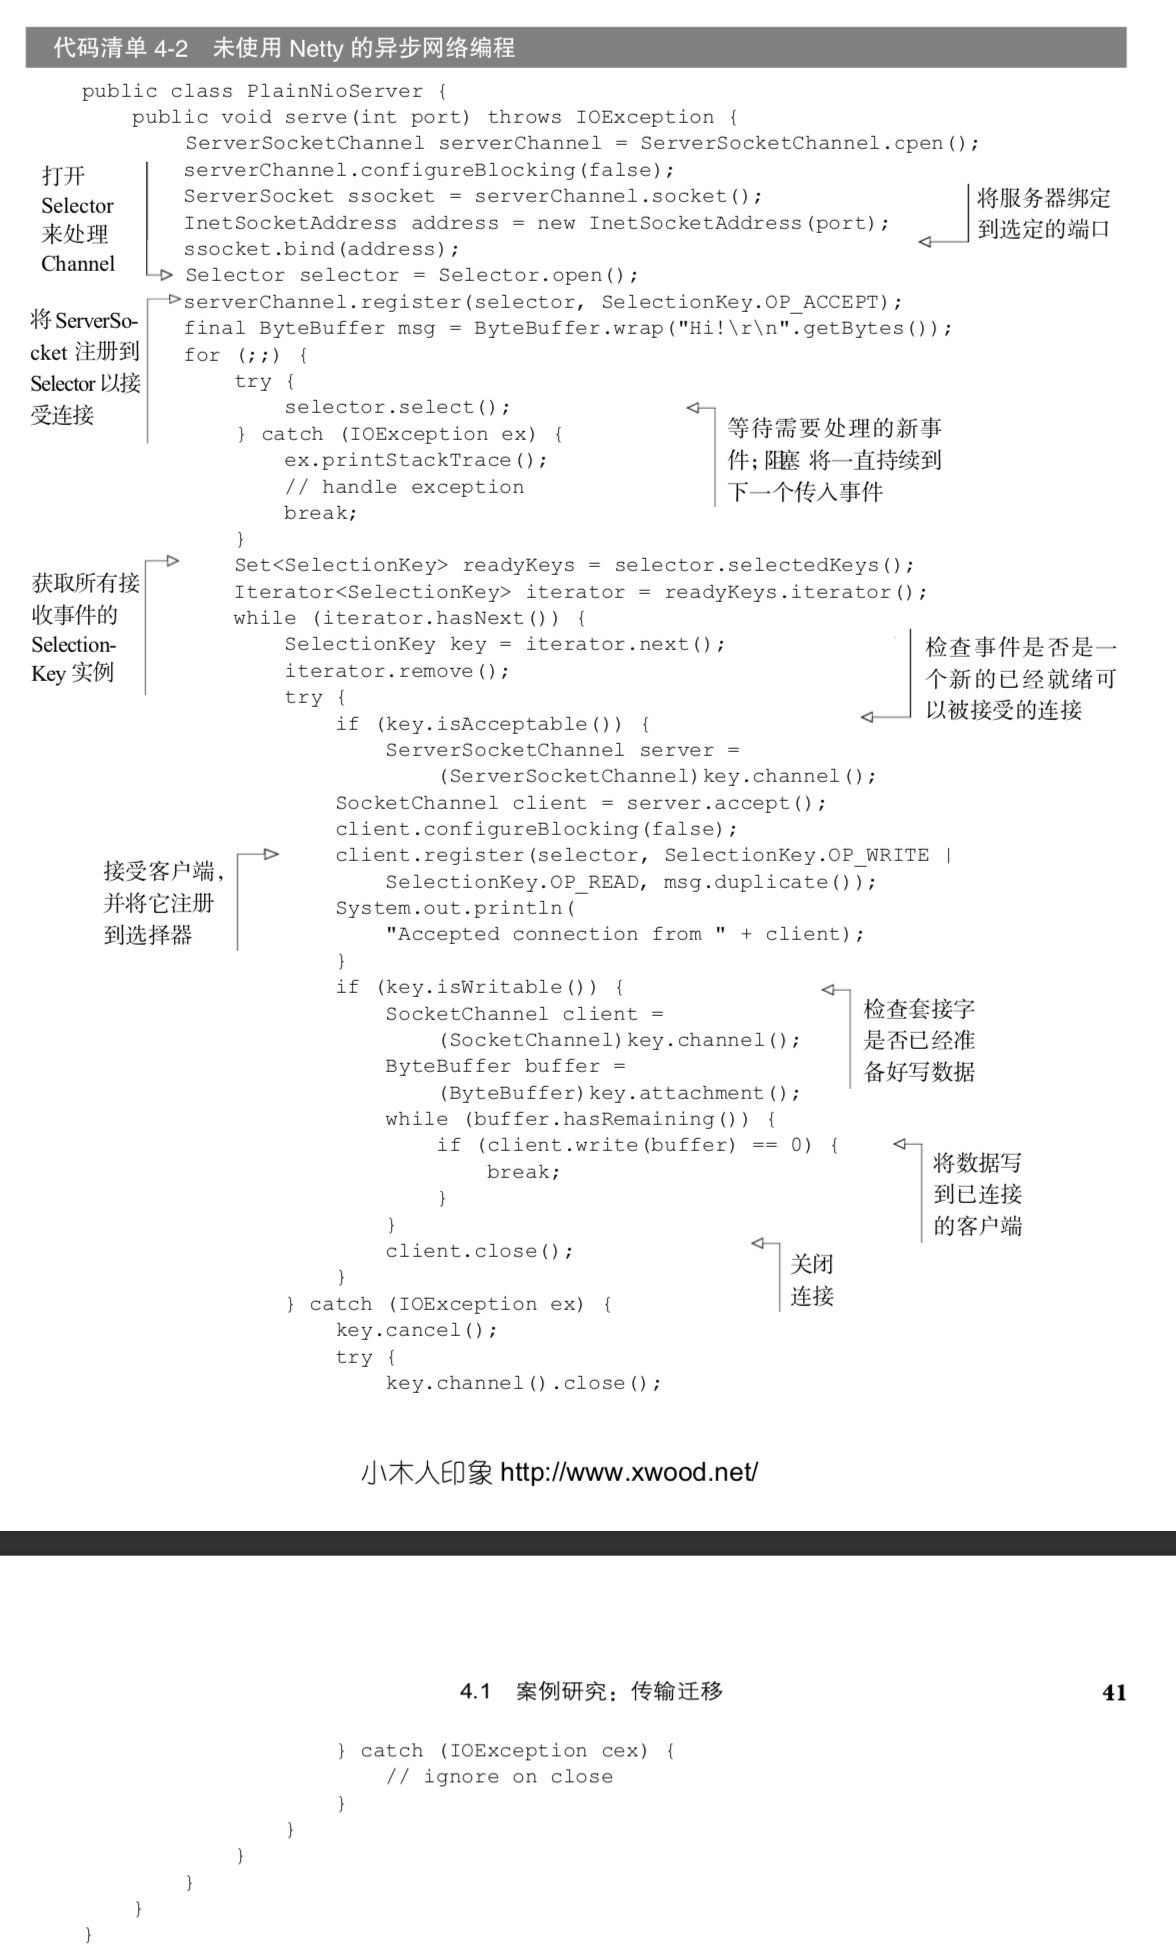 代码清单 4-2 未使用 Netty 的异步网络编程
public class PlainNioServer {
public void serve(int port) throws IOException {
ServerSocketChannel serverChannel = ServerSocketChannel.open();
serverChannel.configureBlocking(false);
ServerSocket ssocket = serverChannel.socket();
InetSocketAddress address = new InetSocketAddress(port);
ssocket.bind(address);
将服务器绑定
到选定的端口
打开
Selector
来处理
Channel
Selector selector = Selector.open();
serverChannel.register(selector, SelectionKey.OP_ACCEPT);
将 ServerSo-
cket 注册到
Selector 以接
受连接
final ByteBuffer msg = ByteBuffer.wrap("Hi!\r\n".getBytes());
for (;;) {
try {
selector.select();
等待需要处理的新事
件；阻塞 将一直持续到
下一个传入事件
} catch (IOException ex) {
ex.printStackTrace();
// handle exception
break;
}
获取所有接
收事件的
Selection-
Key 实例
Set<SelectionKey> readyKeys = selector.selectedKeys();
Iterator<SelectionKey> iterator = readyKeys.iterator();
while (iterator.hasNext()) {
SelectionKey key = iterator.next();
iterator.remove();
try {
if (key.isAcceptable()) {
检查事件是否是一
个新的已经就绪可
以被接受的连接
ServerSocketChannel server =
(ServerSocketChannel)key.channel();
SocketChannel client = server.accept();
client.configureBlocking(false);
接受客户端，
并将它注册
到选择器
client.register(selector, SelectionKey.OP_WRITE |
SelectionKey.OP_READ, msg.duplicate());
System.out.println(
"Accepted connection from " + client);
}
if (key.isWritable()) {
检查套接字
是否已经准
备好写数据
SocketChannel client =
(SocketChannel)key.channel();
ByteBuffer buffer =
(ByteBuffer)key.attachment();
while (buffer.hasRemaining()) {
if (client.write(buffer) == 0) {
将数据写
到已连接
的客户端
break;
}
}
client.close();
关闭
连接
}
} catch (IOException ex) {
key.cancel();
try {
key.channel().close();
小木人印象 http://www.xwood.net/
4.1 案例研究：传输迁移 41
} catch (IOException cex) {
// ignore on close
}
}
}
}
}
}